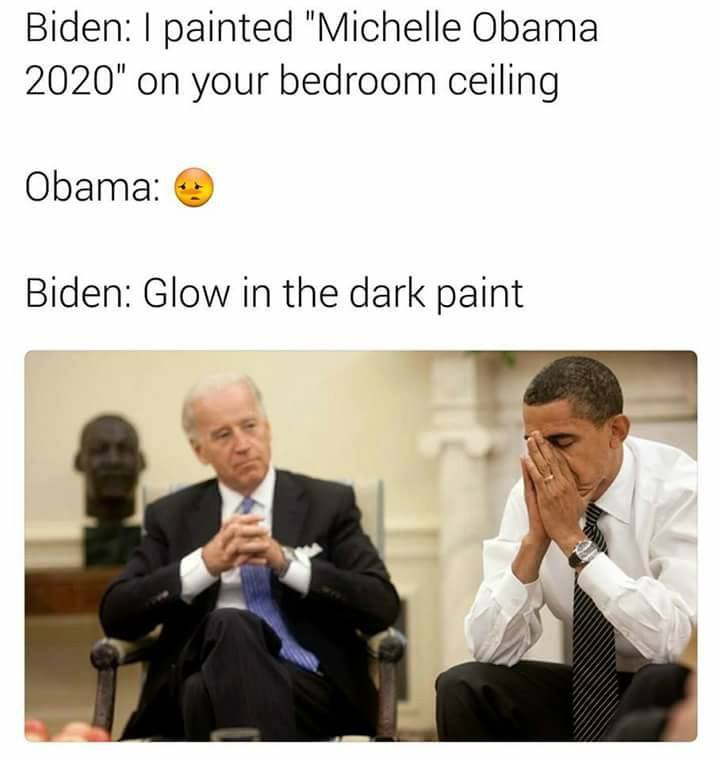 Biden: I painted "Michelle Obama
2020" on your bedroom ceiling
Obama: 😳
Biden: Glow in the dark paint